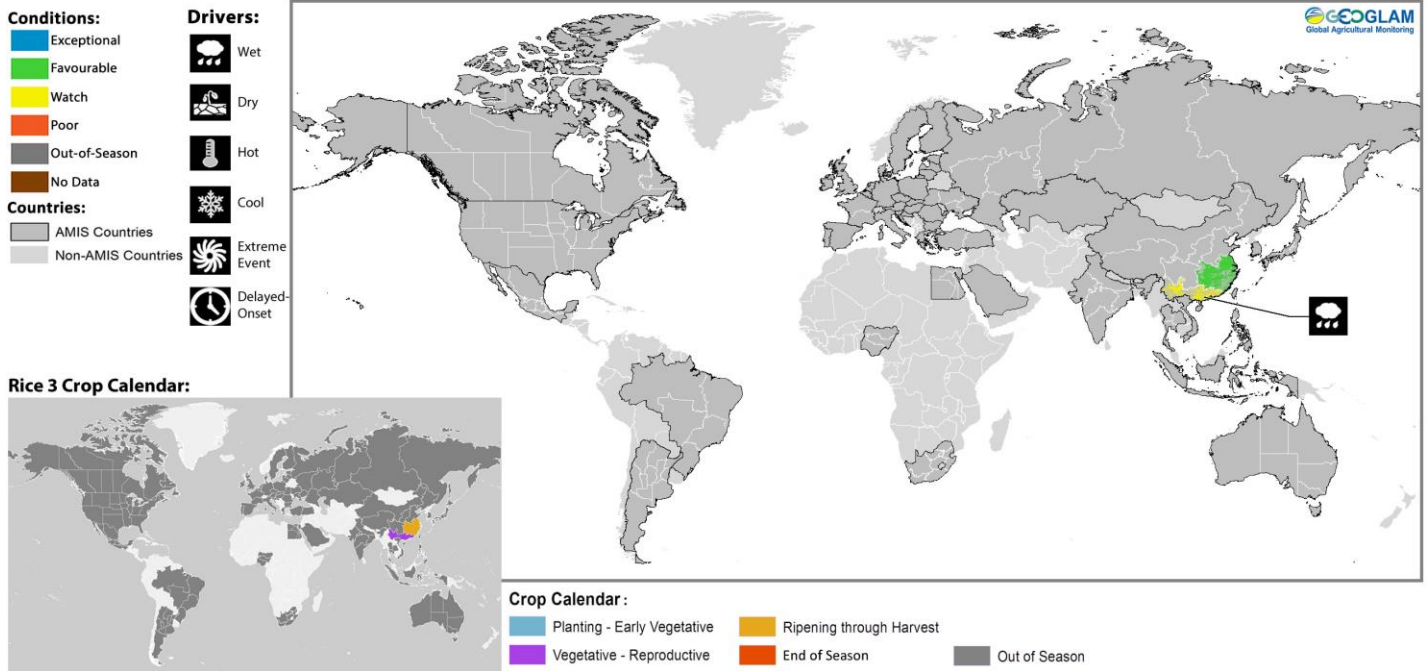 Conditions:
Exceptional
Favourable
Watch
Poor
Out-of-Season
No Data
Countries:
AMIS Countries
Non-AMIS Countries
Drivers:
Wet
Dry
Hot
Cool
Extreme
Event
Delayed-
Onset
GEOGLAM
Global Agricultural Monitoring
Rice 3 Crop Calendar:
Crop Calendar :
Planting - Early Vegetative
Ripening through Harvest
Vegetative - Reproductive
End of Season
Out of Season